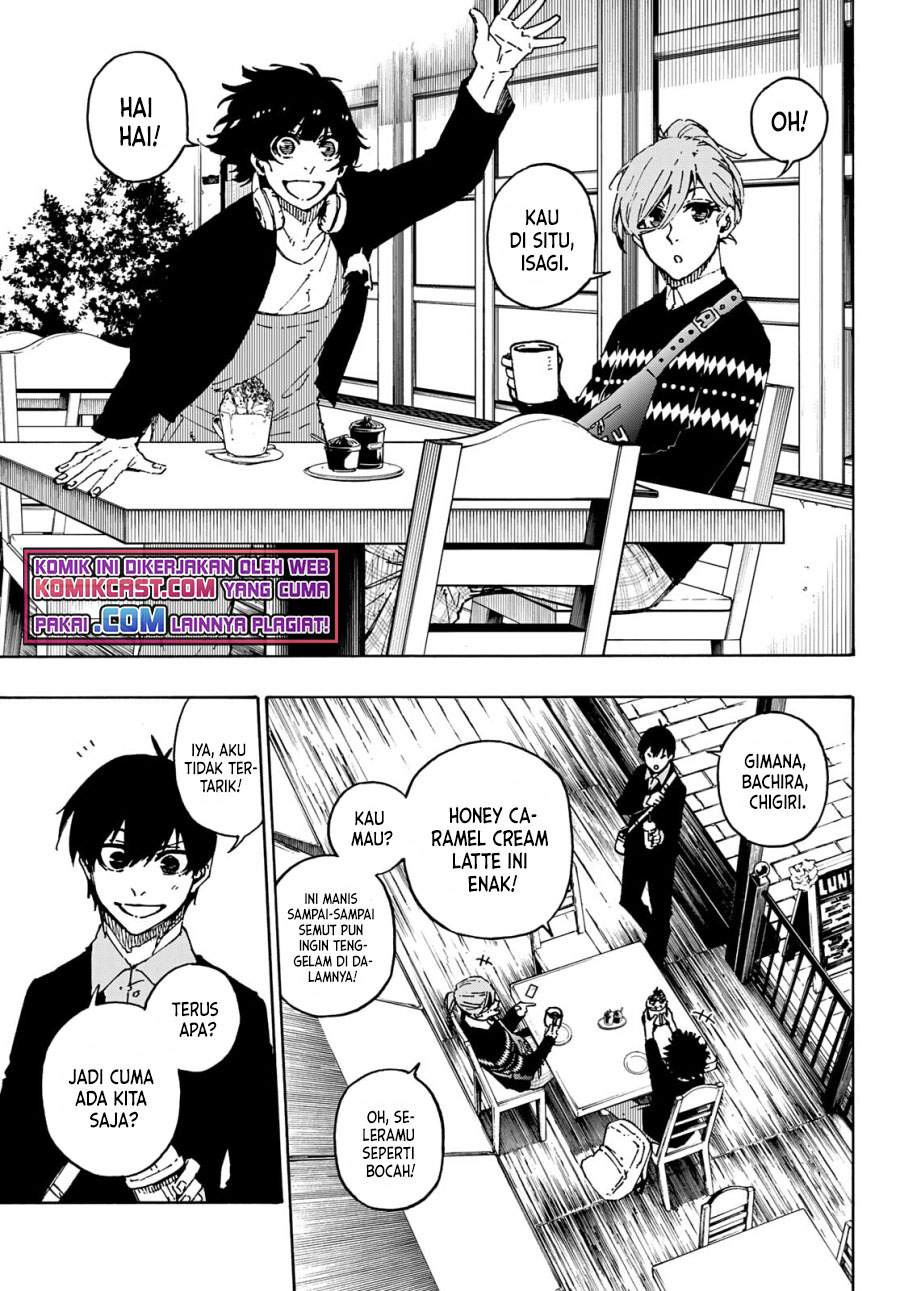 OH!
HAI
HAI!
KAU
DI SITU,
ISAGI.
KOMIK INI DIKERJAKAN OLEH WEB
KOMIKCAST.COM YANG CUMA
PAKAI .COM LAINNYA PLAGIAT!
GIMANA,
BACHIRA,
CHIGIRI.
HONEY CA-
RAMEL CREAM
LATTE INI
ENAK!
KAU
MAU?
INI MANIS
SAMPAI-SAMPAI
SEMUT PUN
INGIN TENG-
GELAM DI DA-
LAMNYA!
OH, SE-
LERAMU
SEPERTI
BOCAH!
IYA, AKU
TIDAK TER-
TARIK!
TERUS
APA?
JADI CUMA
ADA KITA
SAJA?